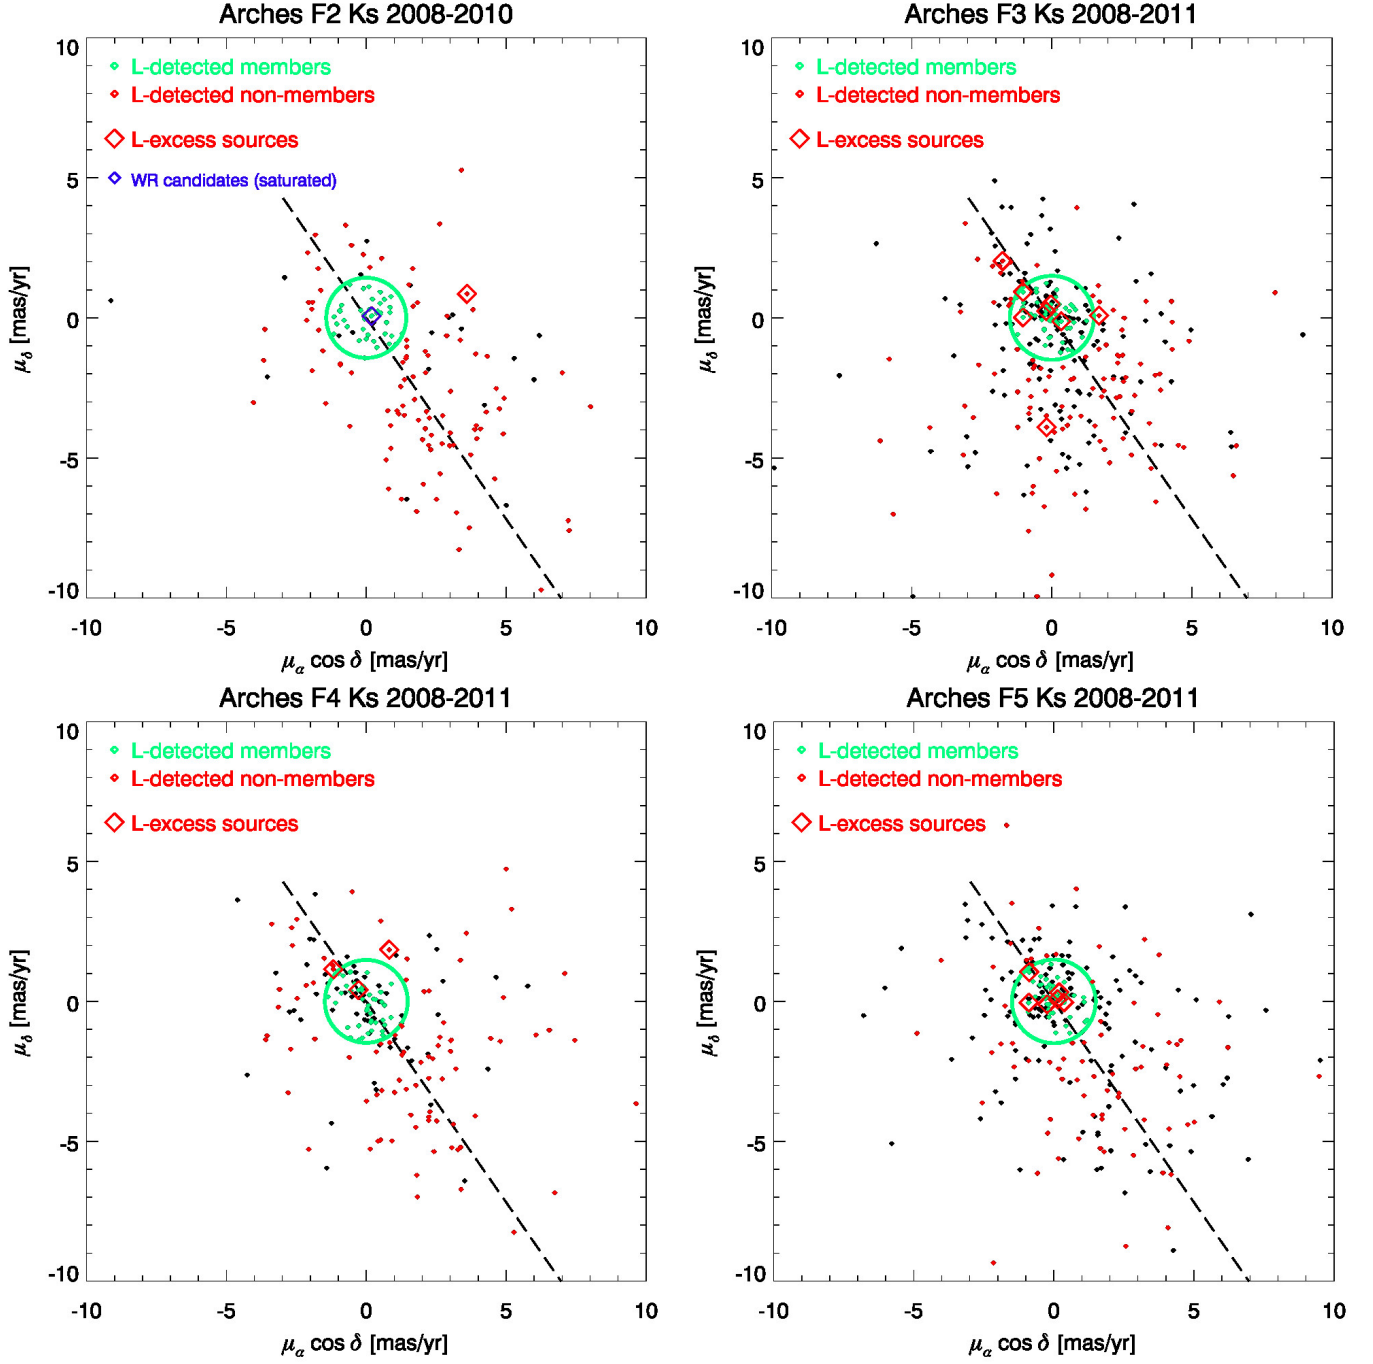 Arches F2 Ks 2008-2010
10
5
0
-5
-10
-10 -5 0 5 10
μδ [mas/yr]
μα cos δ [mas/yr]
L-detected members
L-detected non-members
L-excess sources
WR candidates (saturated)
Arches F3 Ks 2008-2011
10
5
0
-5
-10
-10 -5 0 5 10
μδ [mas/yr]
μα cos δ [mas/yr]
L-detected members
L-detected non-members
L-excess sources
Arches F4 Ks 2008-2011
10
5
0
-5
-10
-10 -5 0 5 10
μδ [mas/yr]
μα cos δ [mas/yr]
L-detected members
L-detected non-members
L-excess sources
Arches F5 Ks 2008-2011
10
5
0
-5
-10
-10 -5 0 5 10
μδ [mas/yr]
μα cos δ [mas/yr]
L-detected members
L-detected non-members
L-excess sources